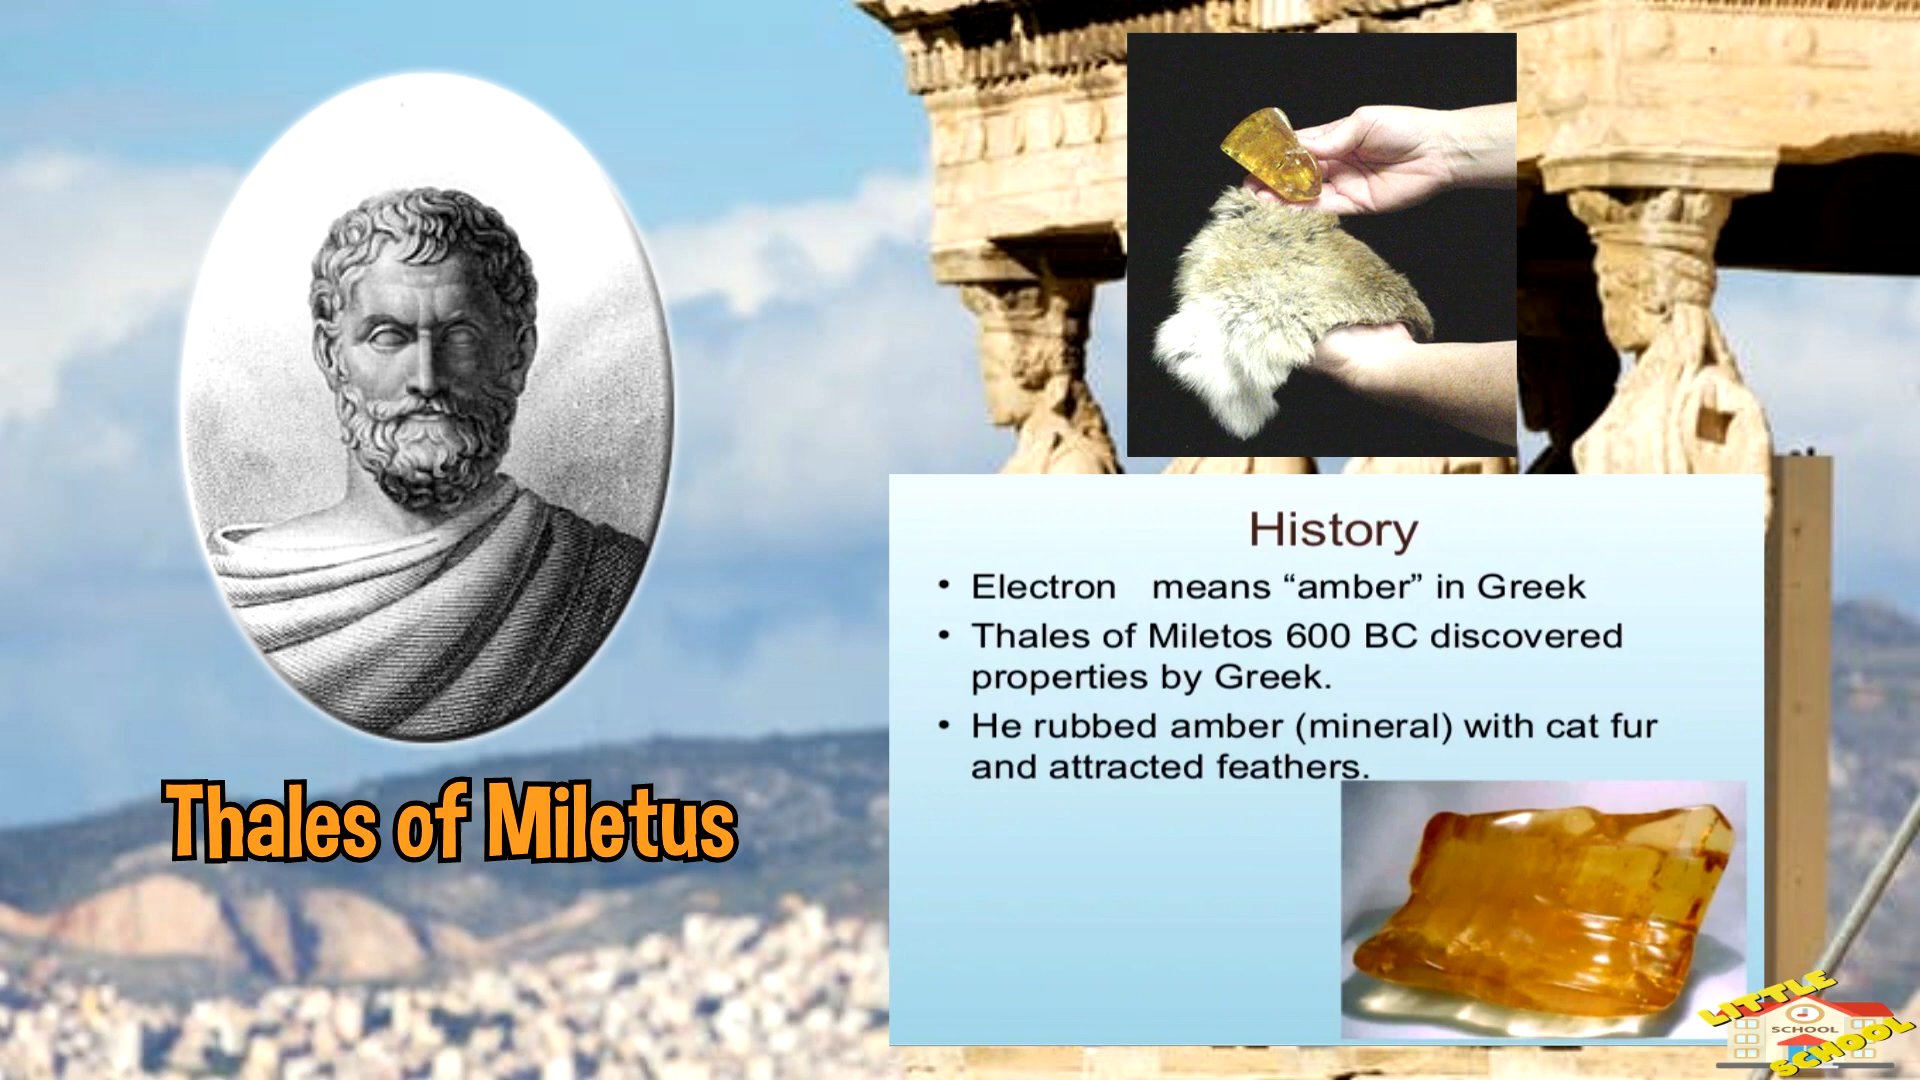 Thales of Miletus
History
• Electron means “amber” in Greek
• Thales of Miletos 600 BC discovered
properties by Greek.
• He rubbed amber (mineral) with cat fur
and attracted feathers.
LITTLE
SCHOOL
SCHOOL